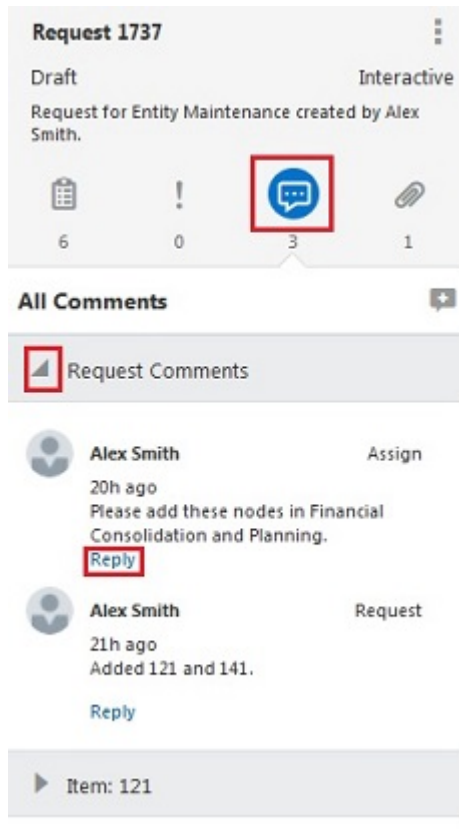 Request 1737
Draft Interactive
Request for Entity Maintenance created by Alex
Smith.
!
6 0 3 1
All Comments
Request Comments
Alex Smith Assign
20h ago
Please add these nodes in Financial
Consolidation and Planning.
Reply
Alex Smith Request
21h ago
Added 121 and 141.
Reply
Item: 121